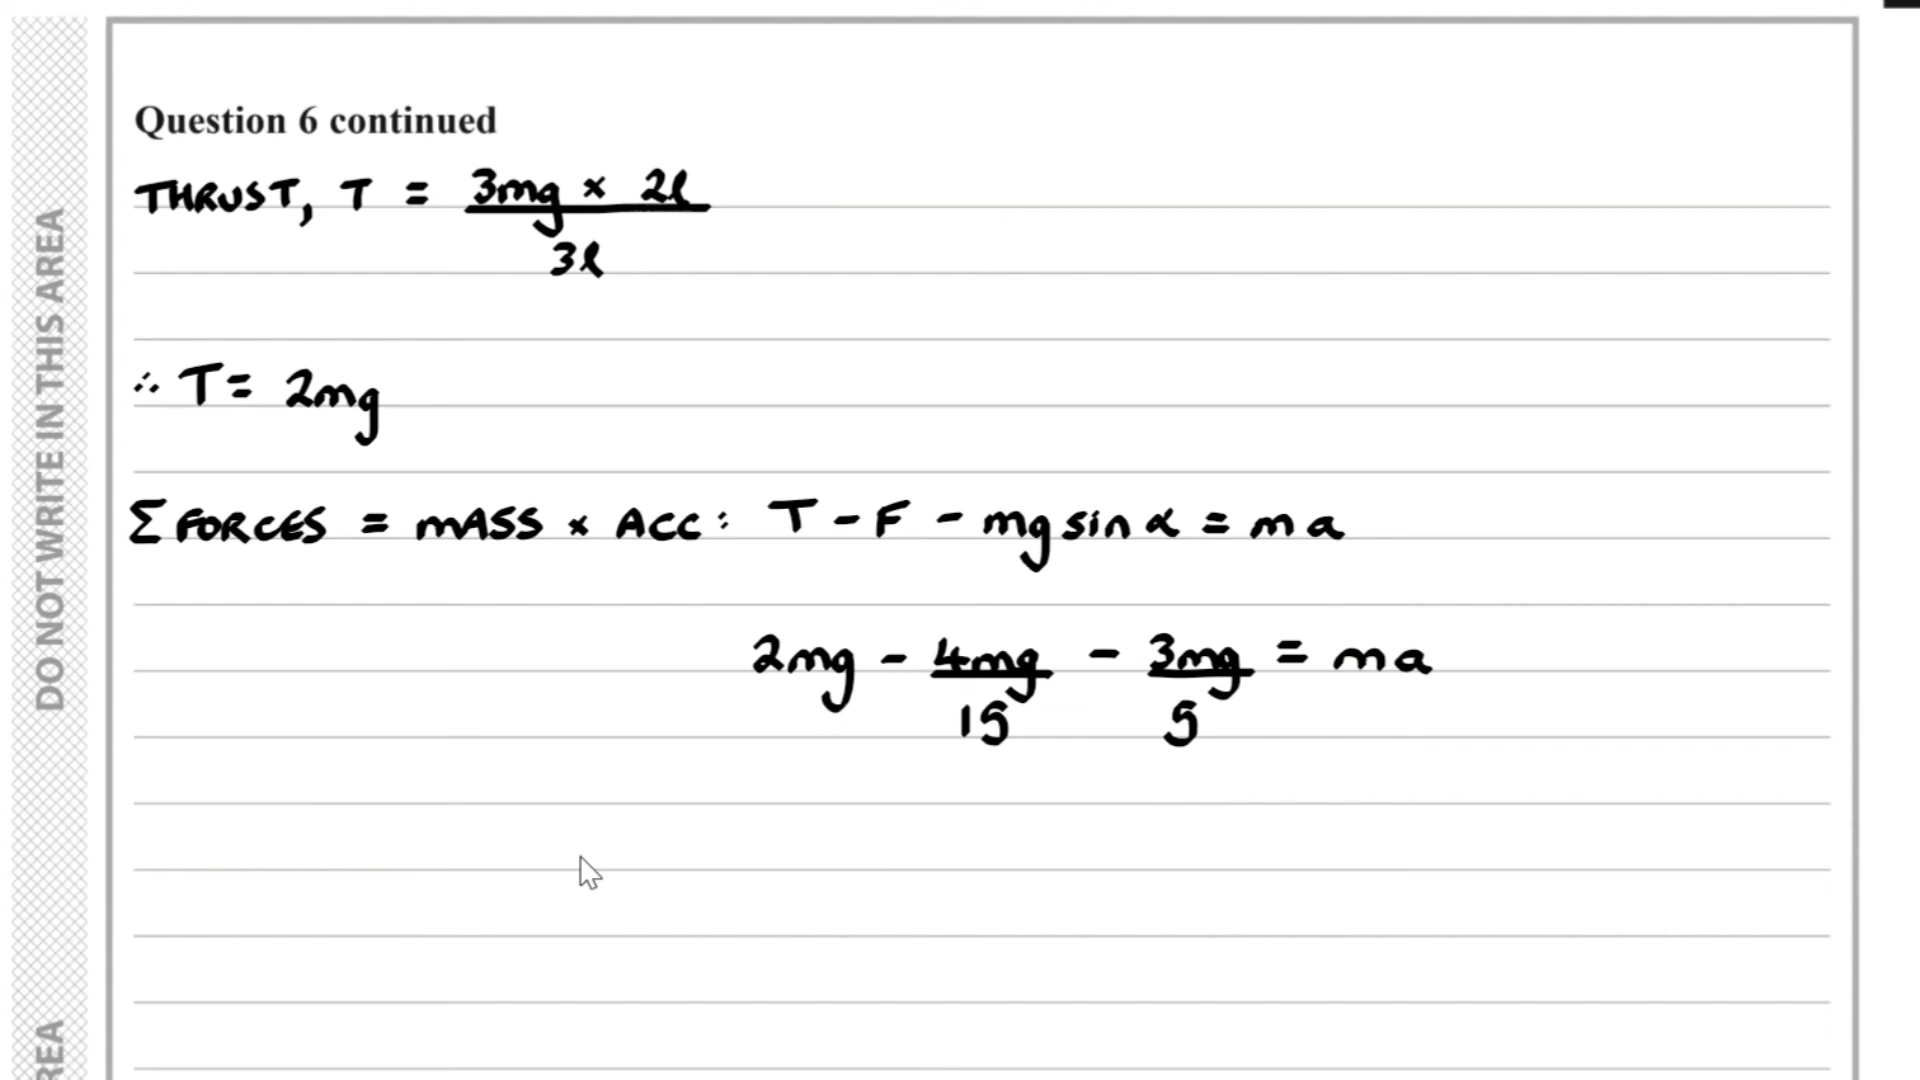 Question 6 continued
THRUST, T = 3mg × 2l
3l
∴ T = 2mg
Σ FORCES = MASS × ACC: T - F - mg sin α = ma
2mg - 4mg/15 - 3mg/5 = ma
DO NOT WRITE IN THIS AREA
REA